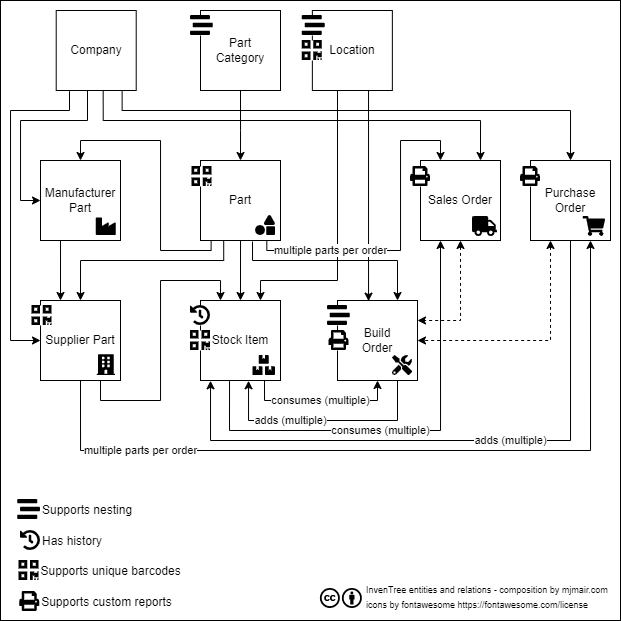 Company
Part
Category
Location
Manufacturer
Part
Part
Sales Order
Purchase
Order
multiple parts per order
Supplier Part
Stock Item
Build
Order
consumes (multiple)
adds (multiple)
consumes (multiple)
adds (multiple)
multiple parts per order
Supports nesting
Has history
Supports unique barcodes
Supports custom reports
cc
InvenTree entities and relations - composition by mjmair.com
icons by fontawesome https://fontawesome.com/license